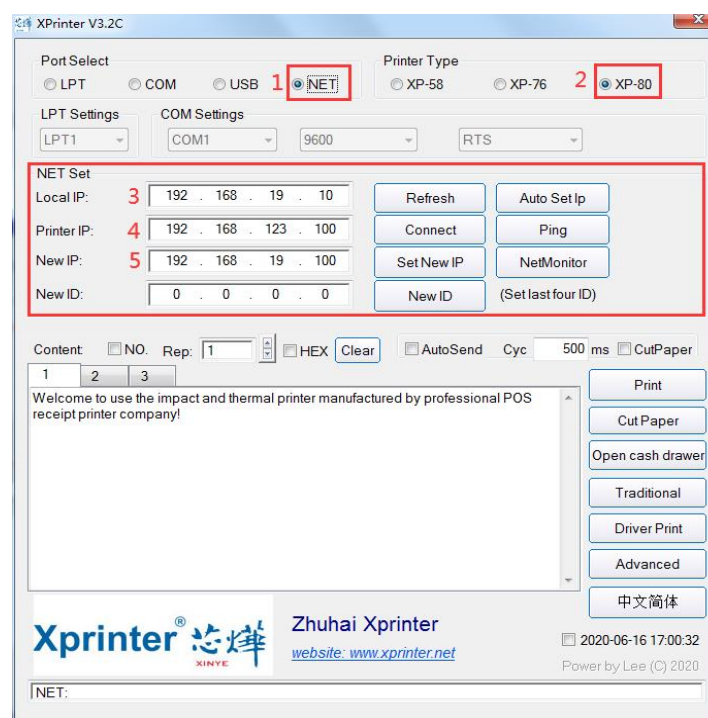 XPrinter V3.2C
Port Select
Printer Type
LPT COM USB 1 NET XP-58 XP-76 2 XP-80
LPT Settings COM Settings
LPT1 COM1 9600 RTS
NET Set
Local IP: 3 192 . 168 . 19 . 10 Refresh Auto Set Ip
Printer IP: 4 192 . 168 . 123 . 100 Connect Ping
New IP: 5 192 . 168 . 19 . 100 Set New IP NetMonitor
New ID: 0 . 0 . 0 . 0 New ID (Set last four ID)
Content: NO. Rep: 1 HEX Clear AutoSend Cyc 500 ms CutPaper
1 2 3
Welcome to use the impact and thermal printer manufactured by professional POS
receipt printer company!
Print
Cut Paper
Open cash drawer
Traditional
Driver Print
Advanced
中文简体
Xprinter® 芯烨
XINYE
Zhuhai Xprinter
website: www.xprinter.net
2020-06-16 17:00:32
Power by Lee (C) 2020
NET: